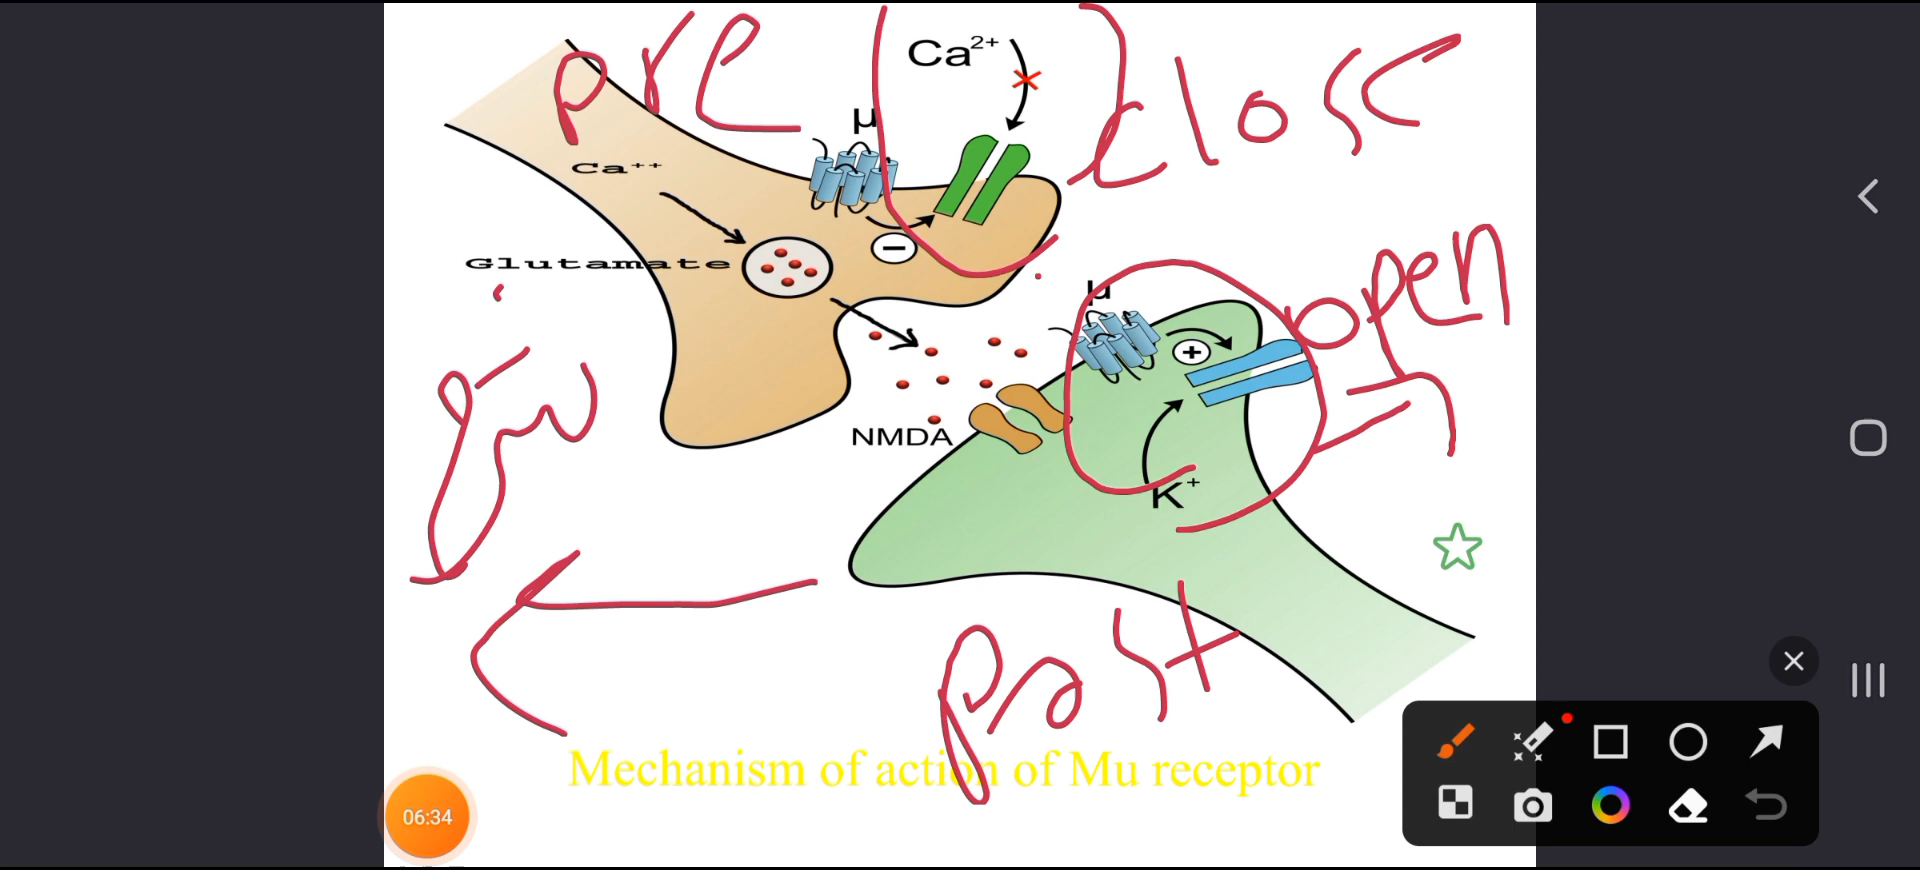 pre
Ca2+
close
μ
Ca++
Glutamate
μ
open
NMDA
K+
post
Mechanism of action of Mu receptor
06:34